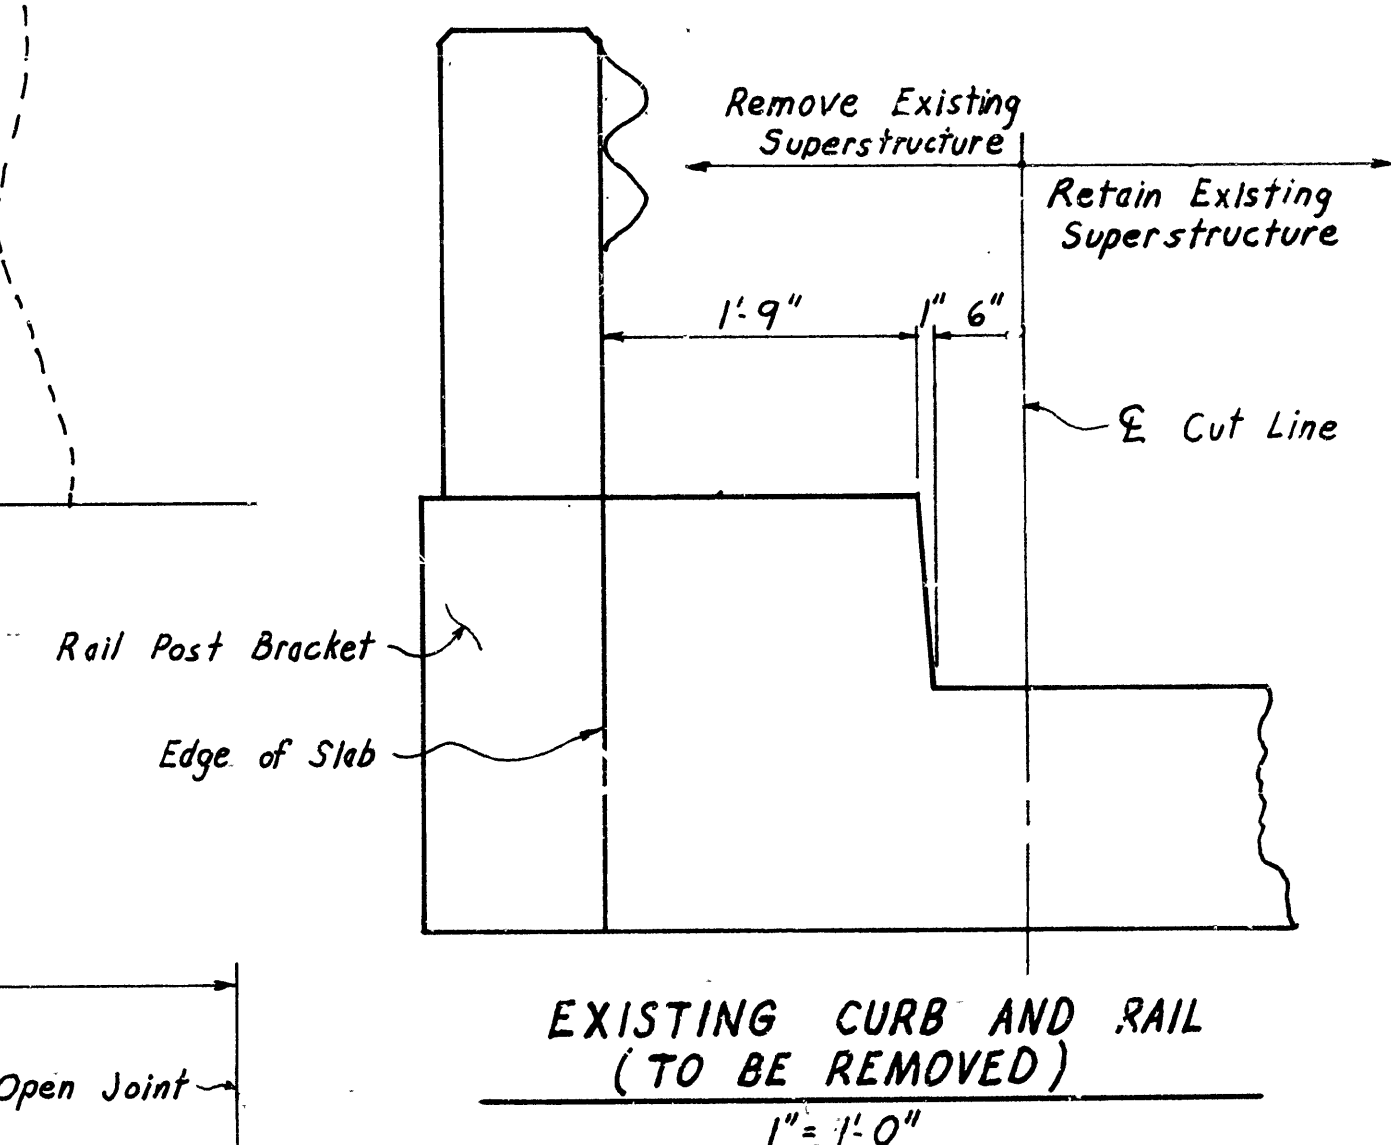 Remove Existing
Superstructure
Retain Existing
Superstructure
1'-9" 1" 6"
℄ Cut Line
Rail Post Bracket
Edge of Slab
EXISTING CURB AND RAIL
(TO BE REMOVED)
1" = 1'-0"
Open Joint